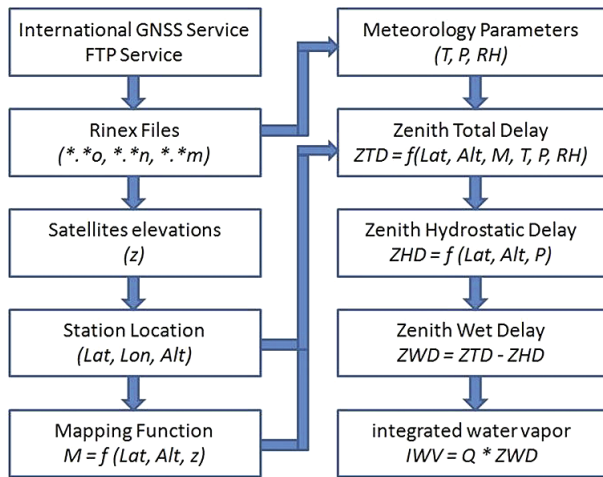 International GNSS Service
FTP Service
Rinex Files
(*.*o, *.*n, *.*m)
Satellites elevations
(z)
Station Location
(Lat, Lon, Alt)
Mapping Function
M = f (Lat, Alt, z)
Meteorology Parameters
(T, P, RH)
Zenith Total Delay
ZTD = f(Lat, Alt, M, T, P, RH)
Zenith Hydrostatic Delay
ZHD = f (Lat, Alt, P)
Zenith Wet Delay
ZWD = ZTD - ZHD
integrated water vapor
IWV = Q * ZWD